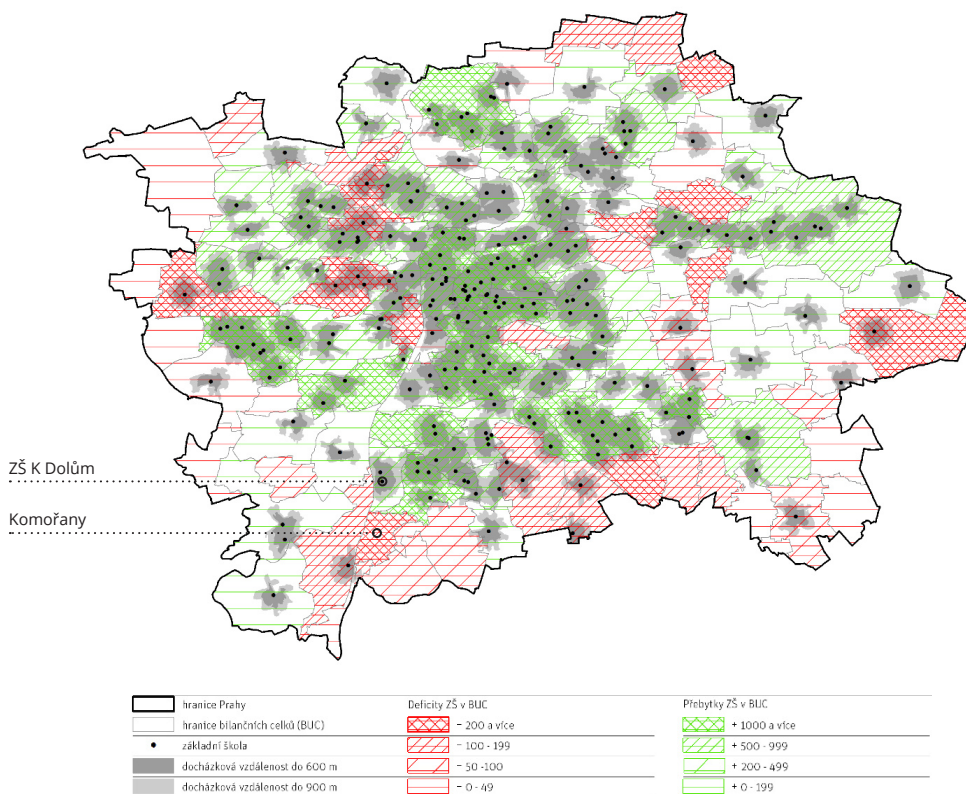 ZŠ K Dolům
Komořany
hranice Prahy
hranice bilančních celků (BUC)
základní škola
docházková vzdálenost do 600 m
docházková vzdálenost do 900 m
Deficity ZŠ v BUC
– 200 a více
– 100 - 199
– 50 -100
– 0 - 49
Přebytky ZŠ v BUC
+ 1000 a více
+ 500 - 999
+ 200 - 499
+ 0 - 199